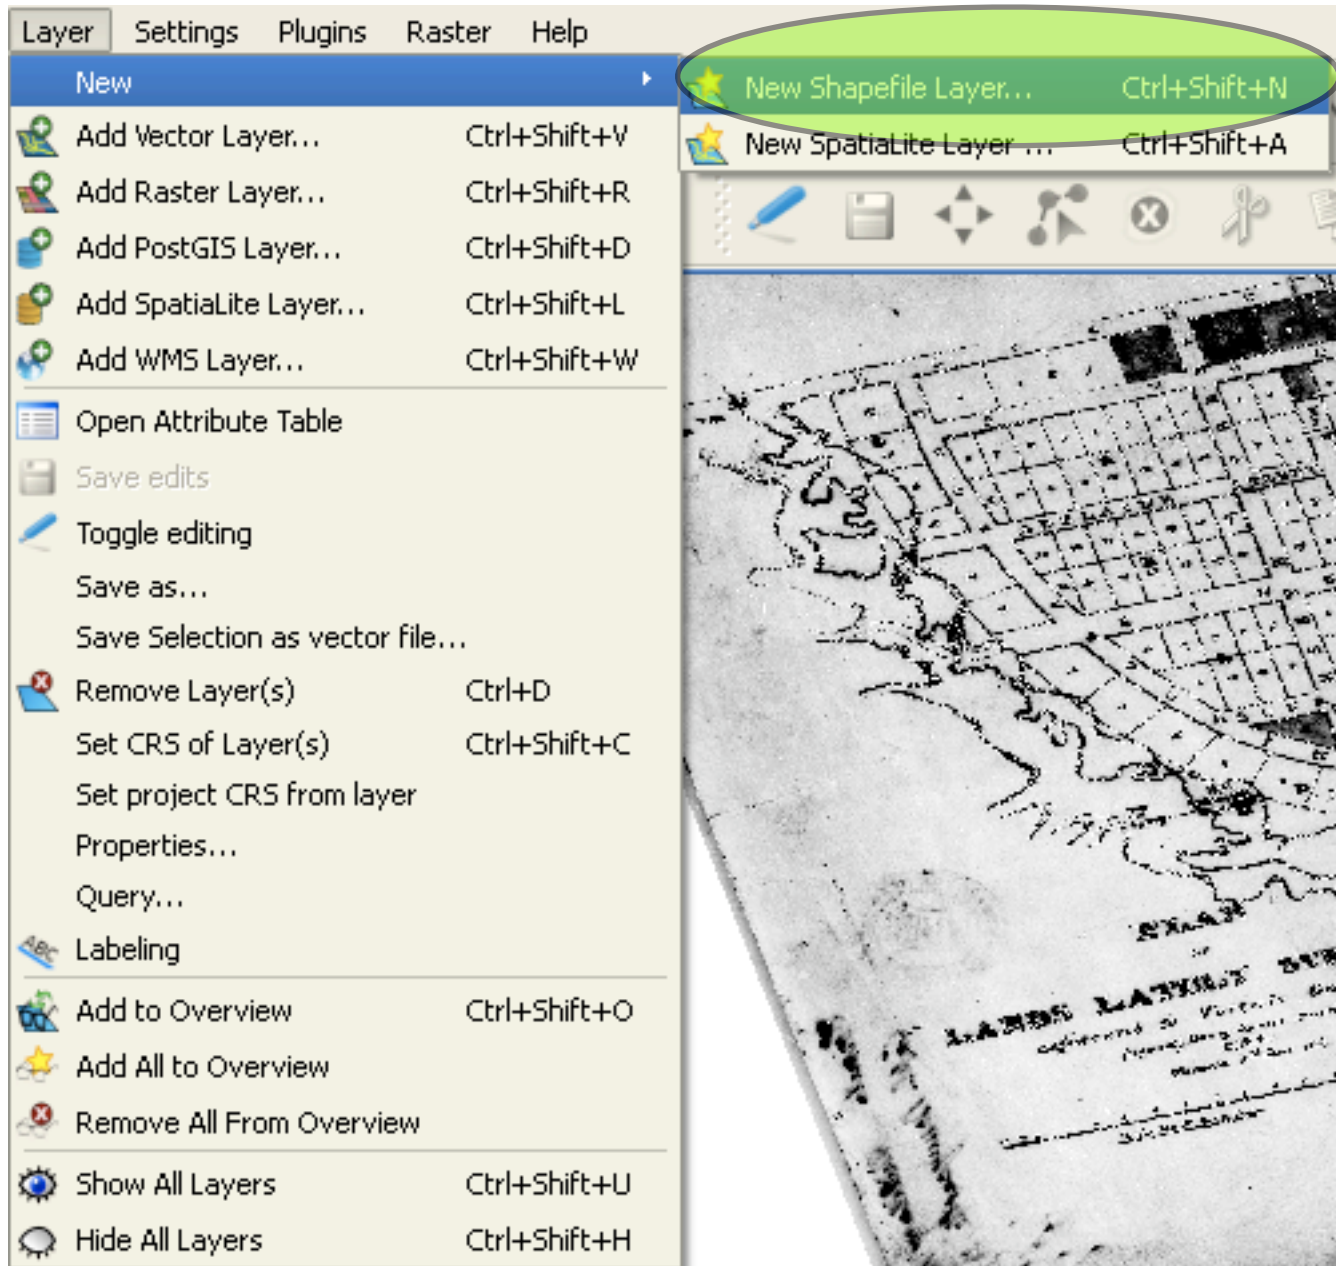 Layer Settings Plugins Raster Help
New
New Shapefile Layer... Ctrl+Shift+N
New SpatiaLite Layer ... Ctrl+Shift+A
Add Vector Layer... Ctrl+Shift+V
Add Raster Layer... Ctrl+Shift+R
Add PostGIS Layer... Ctrl+Shift+D
Add SpatiaLite Layer... Ctrl+Shift+L
Add WMS Layer... Ctrl+Shift+W
Open Attribute Table
Save edits
Toggle editing
Save as...
Save Selection as vector file...
Remove Layer(s) Ctrl+D
Set CRS of Layer(s) Ctrl+Shift+C
Set project CRS from layer
Properties...
Query...
ABC Labeling
Add to Overview Ctrl+Shift+O
Add All to Overview
Remove All From Overview
Show All Layers Ctrl+Shift+U
Hide All Layers Ctrl+Shift+H
PLAN
LANDS LATELY